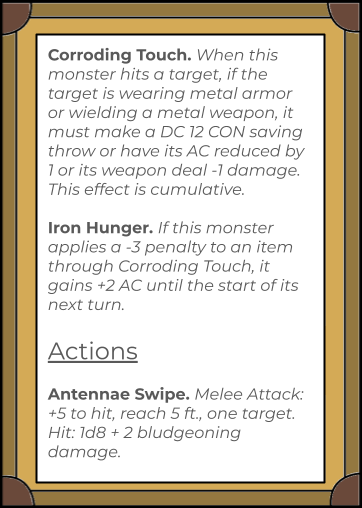 Corroding Touch. When this
monster hits a target, if the
target is wearing metal armor
or wielding a metal weapon, it
must make a DC 12 CON saving
throw or have its AC reduced by
1 or its weapon deal -1 damage.
This effect is cumulative.
Iron Hunger. If this monster
applies a -3 penalty to an item
through Corroding Touch, it
gains +2 AC until the start of its
next turn.
Actions
Antennae Swipe. Melee Attack:
+5 to hit, reach 5 ft., one target.
Hit: 1d8 + 2 bludgeoning
damage.